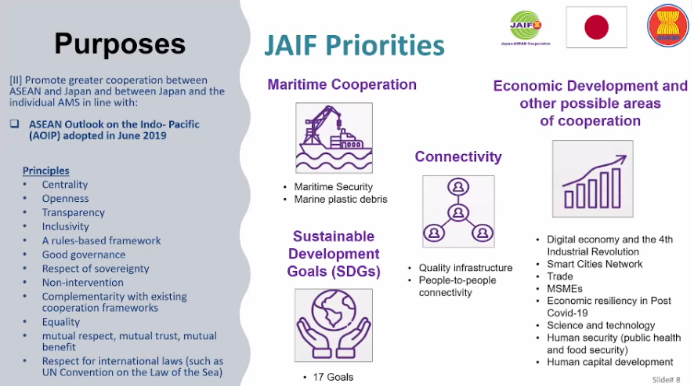 Purposes
[II] Promote greater cooperation between
ASEAN and Japan and between Japan and the
individual AMS in line with:
❑ ASEAN Outlook on the Indo- Pacific
(AOIP) adopted in June 2019
Principles
• Centrality
• Openness
• Transparency
• Inclusivity
• A rules-based framework
• Good governance
• Respect of sovereignty
• Non-intervention
• Complementarity with existing
cooperation frameworks
• Equality
• mutual respect, mutual trust, mutual
benefit
• Respect for international laws (such as
UN Convention on the Law of the Sea)
JAIF Priorities
JAIF
Japan-ASEAN Cooperation
Maritime Cooperation
• Maritime Security
• Marine plastic debris
Sustainable
Development
Goals (SDGs)
• 17 Goals
Connectivity
• Quality infrastructure
• People-to-people
connectivity
Economic Development and
other possible areas
of cooperation
• Digital economy and the 4th
Industrial Revolution
• Smart Cities Network
• Trade
• MSMEs
• Economic resiliency in Post
Covid-19
• Science and technology
• Human security (public health
and food security)
• Human capital development
Slide# 8